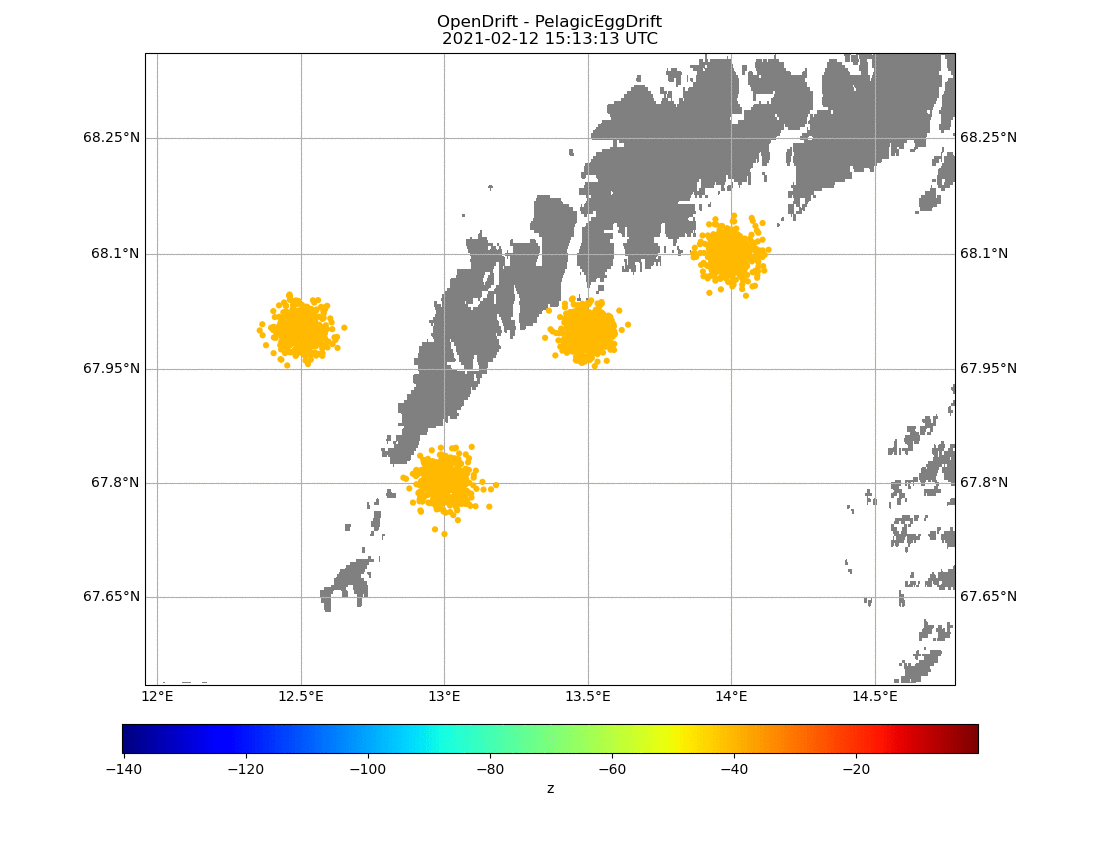 OpenDrift - PelagicEggDrift
2021-02-12 15:13:13 UTC
68.25°N 68.25°N
68.1°N 68.1°N
67.95°N 67.95°N
67.8°N 67.8°N
67.65°N 67.65°N
12°E 12.5°E 13°E 13.5°E 14°E 14.5°E
−140 −120 −100 −80 −60 −40 −20
z